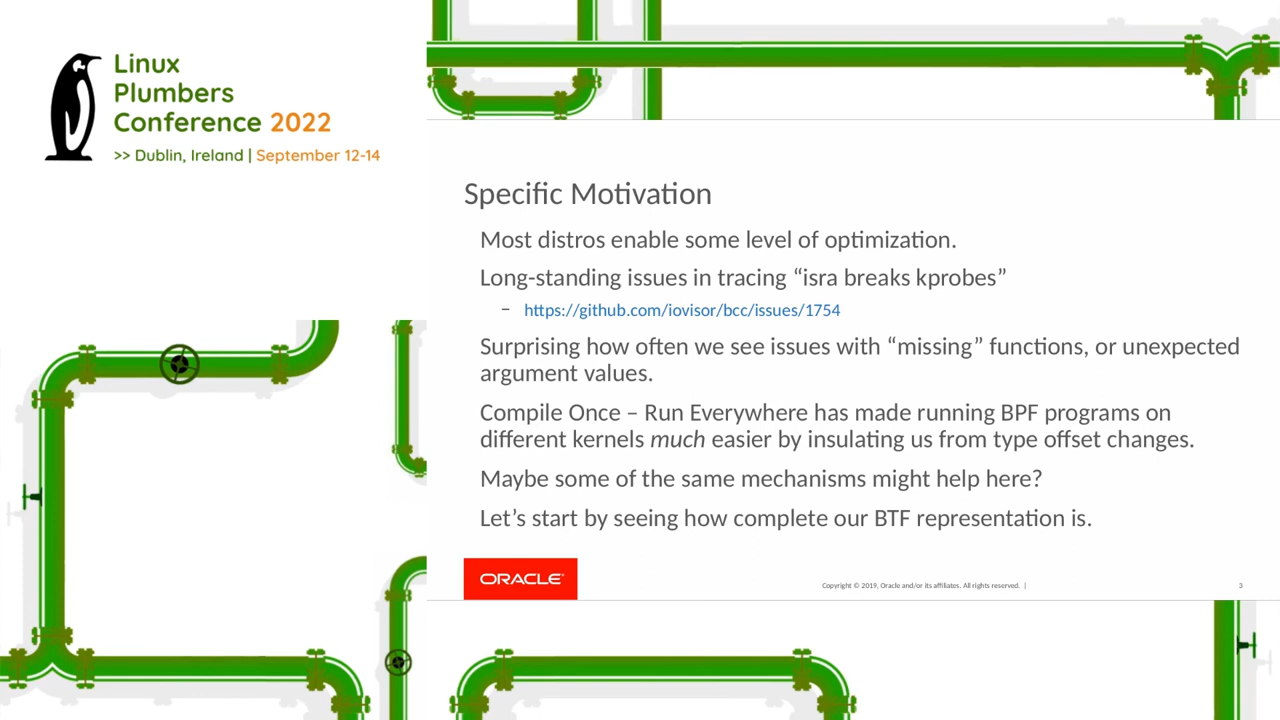 Linux
Plumbers
Conference 2022
>> Dublin, Ireland | September 12-14
Specific Motivation
Most distros enable some level of optimization.
Long-standing issues in tracing “isra breaks kprobes”
– https://github.com/iovisor/bcc/issues/1754
Surprising how often we see issues with “missing” functions, or unexpected
argument values.
Compile Once – Run Everywhere has made running BPF programs on
different kernels much easier by insulating us from type offset changes.
Maybe some of the same mechanisms might help here?
Let’s start by seeing how complete our BTF representation is.
ORACLE®
Copyright © 2019, Oracle and/or its affiliates. All rights reserved. |
3